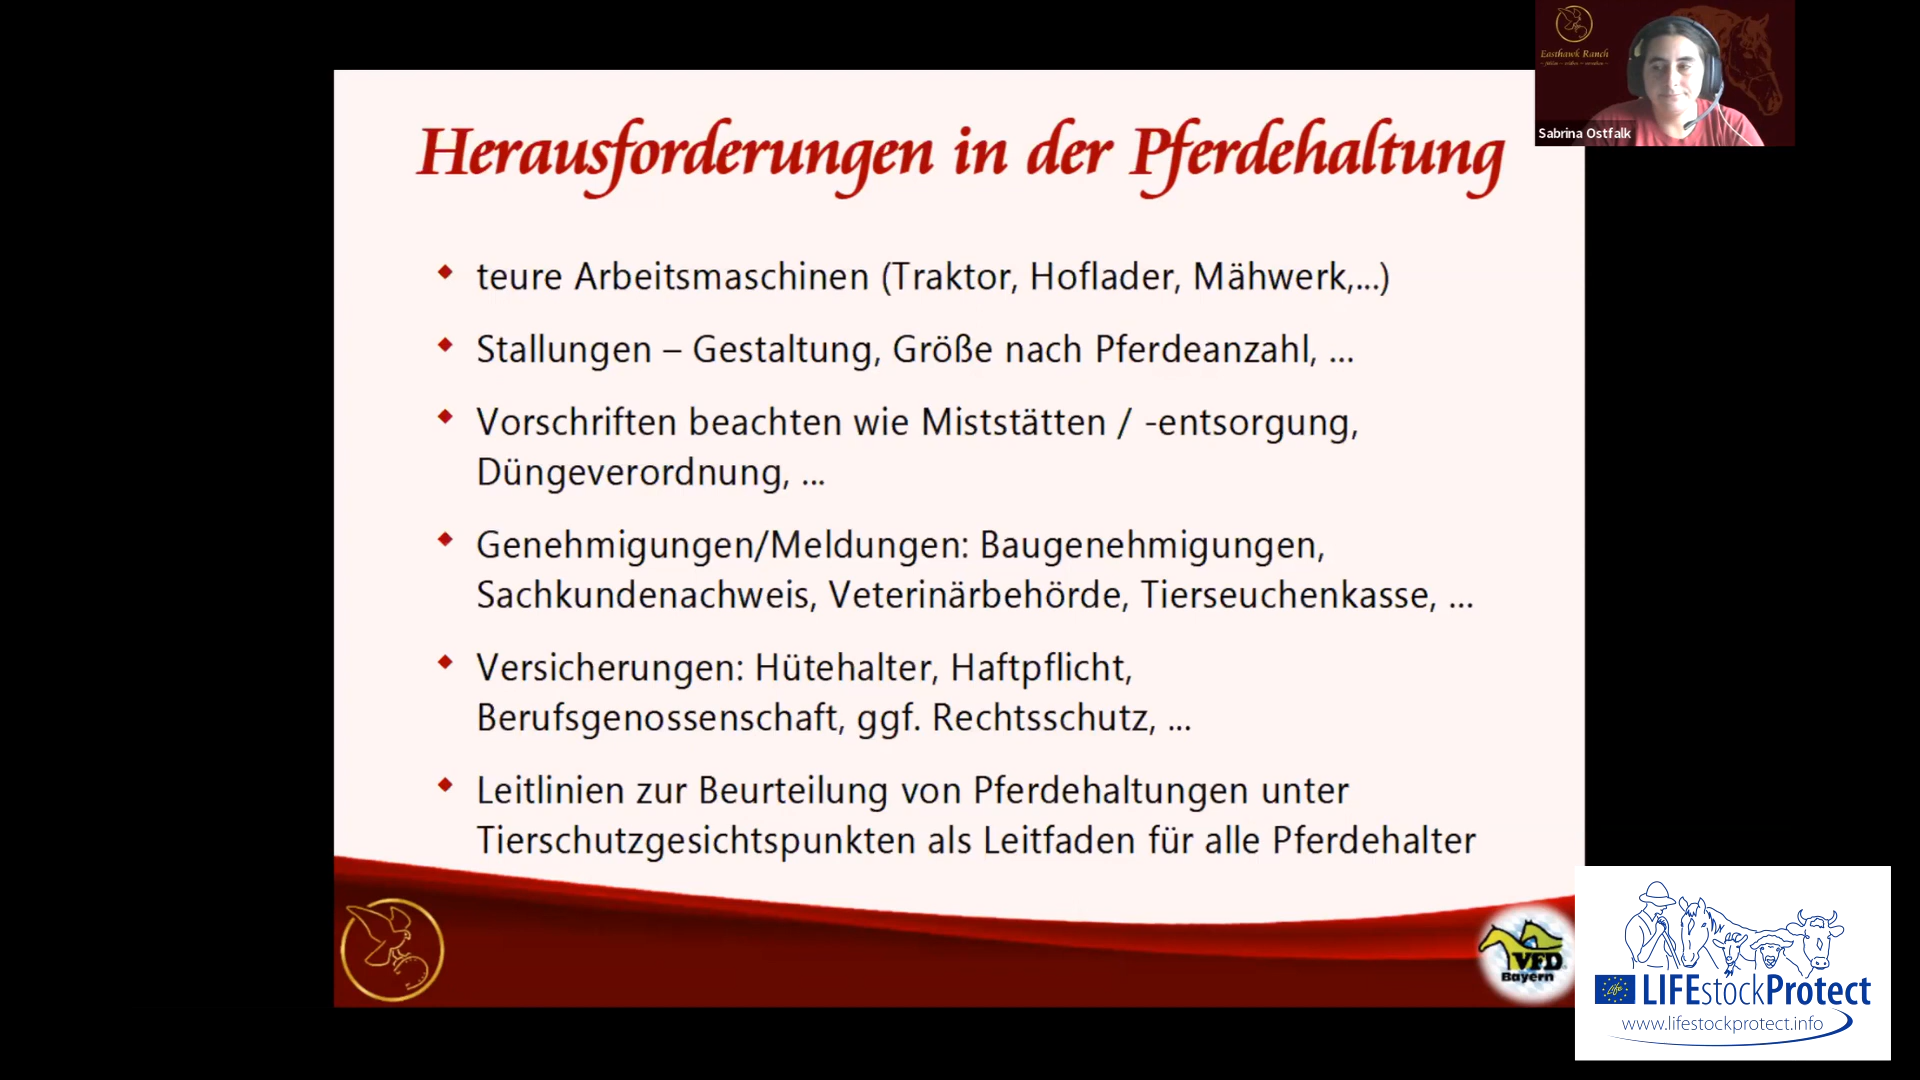 Easthawk Ranch
Sabrina Ostfalk
Herausforderungen in der Pferdehaltung
teure Arbeitsmaschinen (Traktor, Hoflader, Mähwerk,...)
Stallungen – Gestaltung, Größe nach Pferdeanzahl, ...
Vorschriften beachten wie Miststätten / -entsorgung,
Düngeverordnung, ...
Genehmigungen/Meldungen: Baugenehmigungen,
Sachkundenachweis, Veterinärbehörde, Tierseuchenkasse, ...
Versicherungen: Hütehalter, Haftpflicht,
Berufsgenossenschaft, ggf. Rechtsschutz, ...
Leitlinien zur Beurteilung von Pferdehaltungen unter
Tierschutzgesichtspunkten als Leitfaden für alle Pferdehalter
VFD
Bayern
Life
LIFEstockProtect
www.lifestockprotect.info